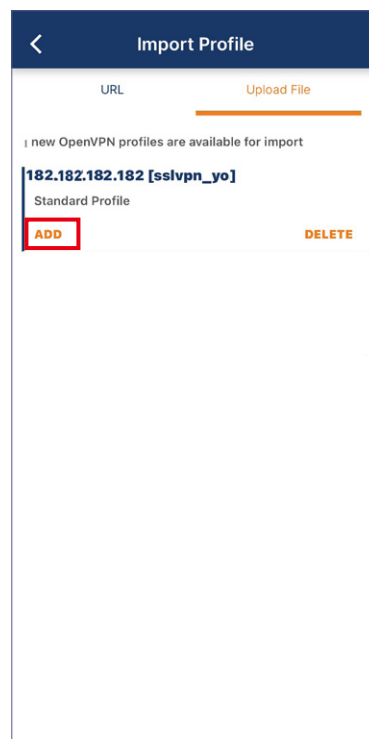 Import Profile
URL Upload File
new OpenVPN profiles are available for import
182.182.182.182 [sslvpn_yo]
Standard Profile
ADD DELETE